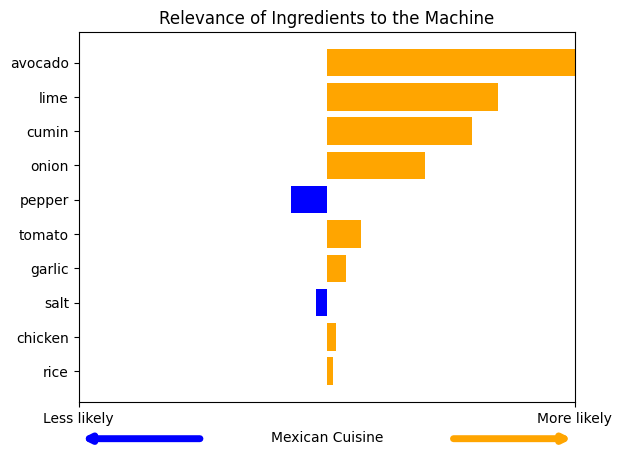 Relevance of Ingredients to the Machine
avocado
lime
cumin
onion
pepper
tomato
garlic
salt
chicken
rice
Less likely
More likely
Mexican Cuisine